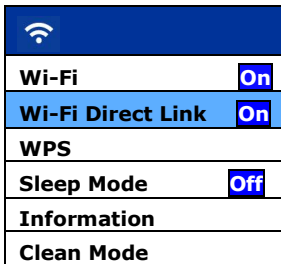 Wi-Fi On
Wi-Fi Direct Link On
WPS
Sleep Mode Off
Information
Clean Mode